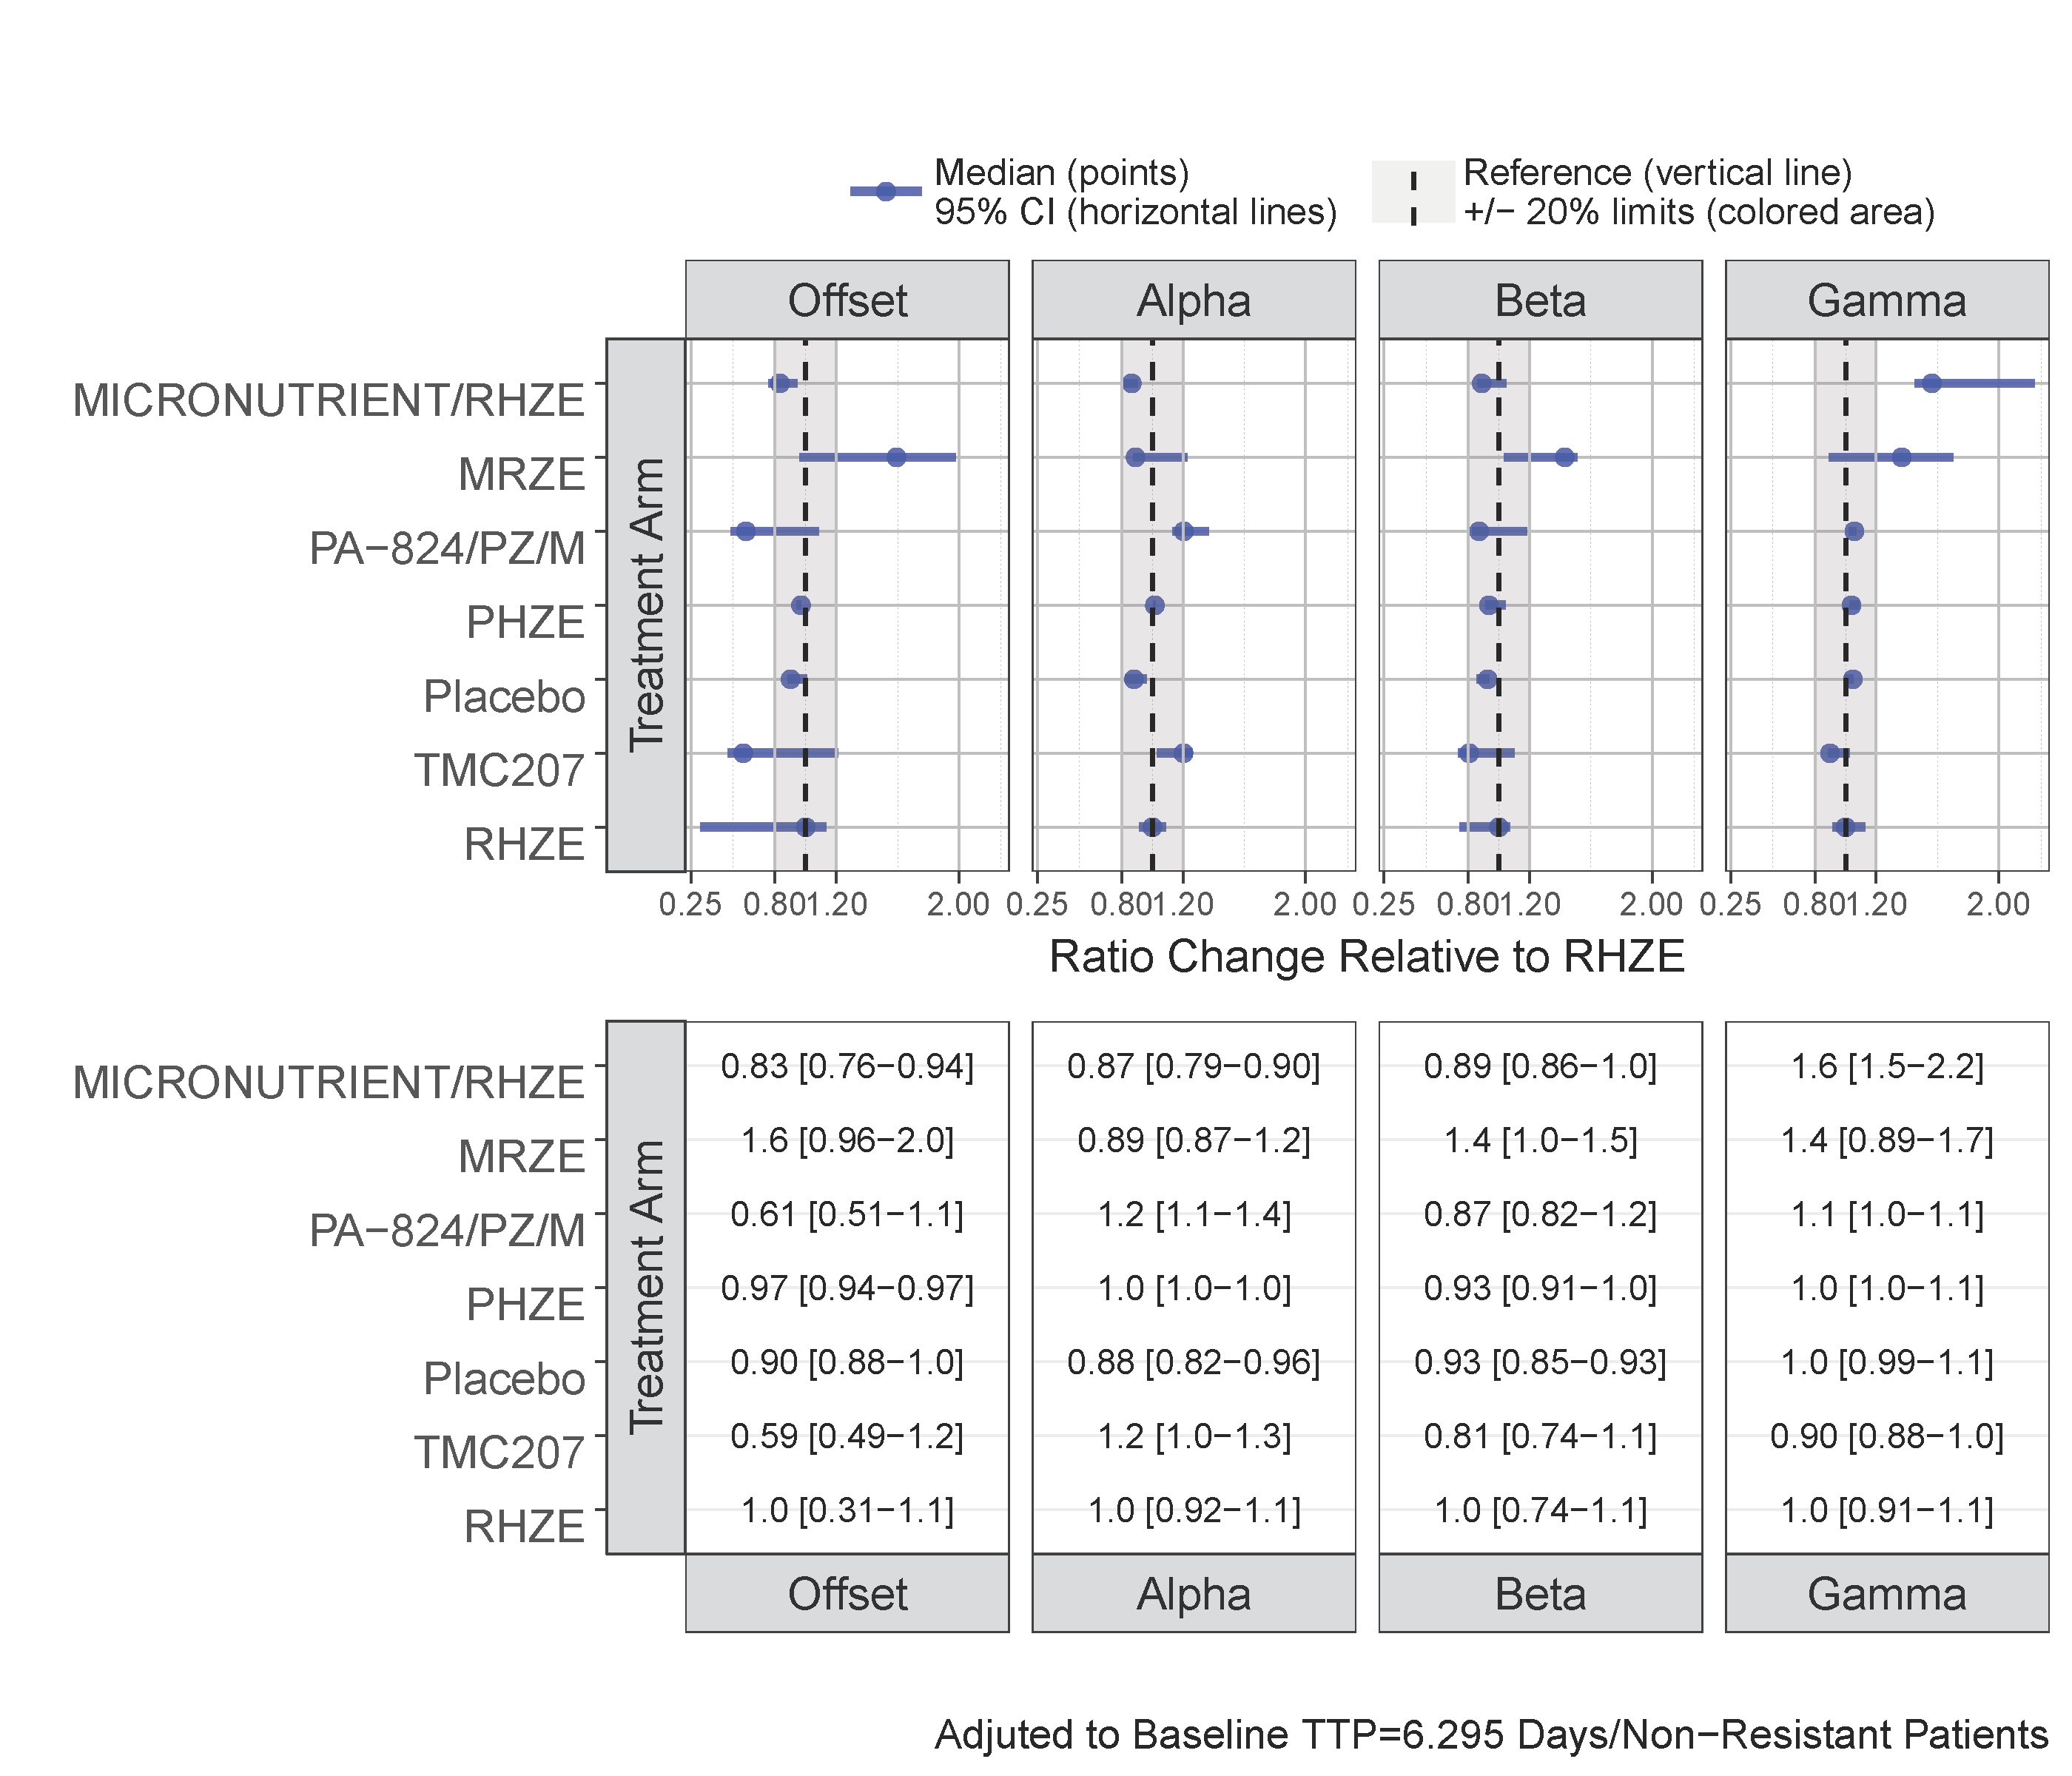 Median (points)
95% CI (horizontal lines)
Reference (vertical line)
+/− 20% limits (colored area)
Offset Alpha Beta Gamma
Treatment Arm
MICRONUTRIENT/RHZE
MRZE
PA−824/PZ/M
PHZE
Placebo
TMC207
RHZE
0.25 0.80 1.20 2.00 0.25 0.80 1.20 2.00 0.25 0.80 1.20 2.00 0.25 0.80 1.20 2.00
Ratio Change Relative to RHZE
Treatment Arm
MICRONUTRIENT/RHZE 0.83 [0.76−0.94] 0.87 [0.79−0.90] 0.89 [0.86−1.0] 1.6 [1.5−2.2]
MRZE 1.6 [0.96−2.0] 0.89 [0.87−1.2] 1.4 [1.0−1.5] 1.4 [0.89−1.7]
PA−824/PZ/M 0.61 [0.51−1.1] 1.2 [1.1−1.4] 0.87 [0.82−1.2] 1.1 [1.0−1.1]
PHZE 0.97 [0.94−0.97] 1.0 [1.0−1.0] 0.93 [0.91−1.0] 1.0 [1.0−1.1]
Placebo 0.90 [0.88−1.0] 0.88 [0.82−0.96] 0.93 [0.85−0.93] 1.0 [0.99−1.1]
TMC207 0.59 [0.49−1.2] 1.2 [1.0−1.3] 0.81 [0.74−1.1] 0.90 [0.88−1.0]
RHZE 1.0 [0.31−1.1] 1.0 [0.92−1.1] 1.0 [0.74−1.1] 1.0 [0.91−1.1]
Offset Alpha Beta Gamma
Adjuted to Baseline TTP=6.295 Days/Non−Resistant Patients